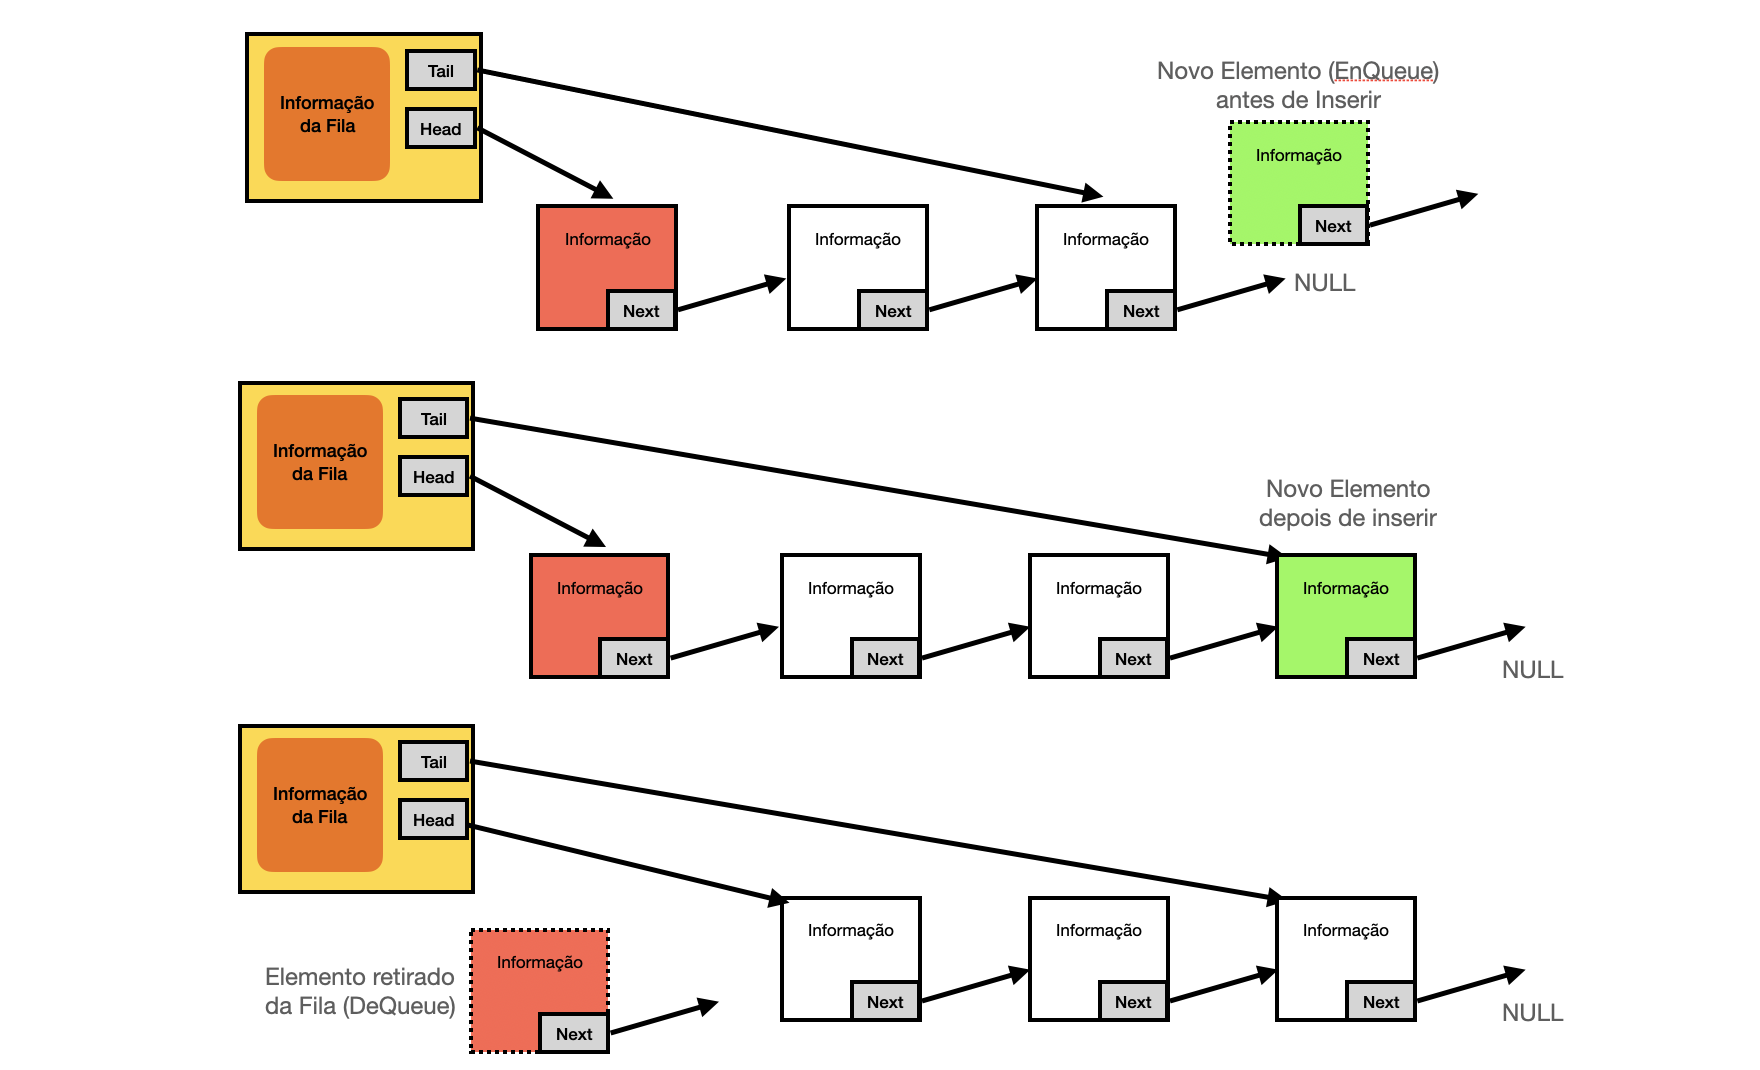 Tail
Informação
da Fila
Head
Novo Elemento (EnQueue)
antes de Inserir
Informação
Next
Informação
Next
Informação
Next
Informação
Next
NULL
Tail
Informação
da Fila
Head
Novo Elemento
depois de inserir
Informação
Next
Informação
Next
Informação
Next
Informação
Next
NULL
Tail
Informação
da Fila
Head
Elemento retirado
da Fila (DeQueue)
Informação
Next
Informação
Next
Informação
Next
Informação
Next
NULL